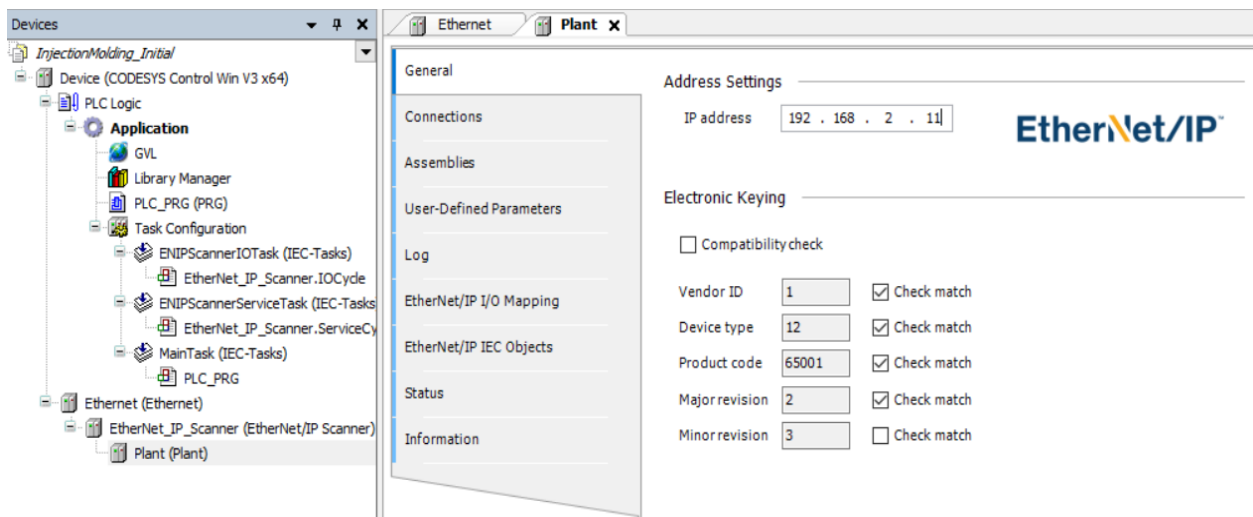 Devices
InjectionMolding_Initial
Device (CODESYS Control Win V3 x64)
PLC Logic
Application
GVL
Library Manager
PLC_PRG (PRG)
Task Configuration
ENIPScannerIOTask (IEC-Tasks)
EtherNet_IP_Scanner.IOCycle
ENIPScannerServiceTask (IEC-Tasks
EtherNet_IP_Scanner.ServiceCy
MainTask (IEC-Tasks)
PLC_PRG
Ethernet (Ethernet)
EtherNet_IP_Scanner (EtherNet/IP Scanner)
Plant (Plant)
Ethernet Plant
General
Connections
Assemblies
User-Defined Parameters
Log
EtherNet/IP I/O Mapping
EtherNet/IP IEC Objects
Status
Information
Address Settings
IP address 192 . 168 . 2 . 11
EtherNet/IP™
Electronic Keying
Compatibility check
Vendor ID 1 Check match
Device type 12 Check match
Product code 65001 Check match
Major revision 2 Check match
Minor revision 3 Check match